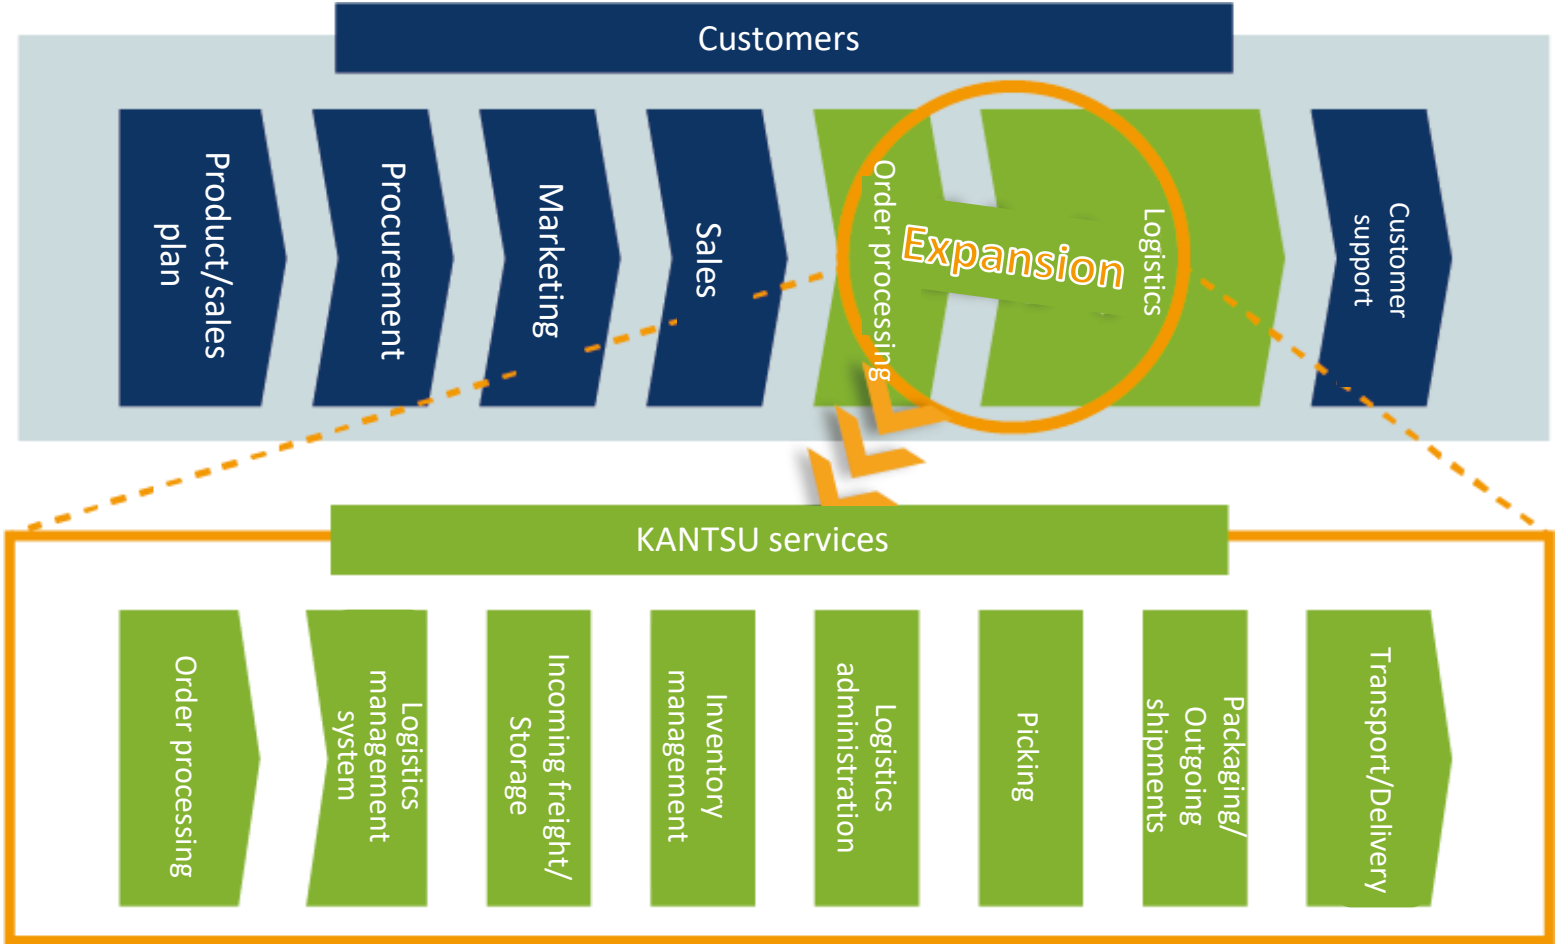 Customers
Product/sales
plan
Procurement
Marketing
Sales
Order processing
Expansion
Logistics
Customer
support
KANTSU services
Order processing
Logistics
management
system
Incoming freight/
Storage
Inventory
management
Logistics
administration
Picking
Packaging/
Outgoing
shipments
Transport/Delivery